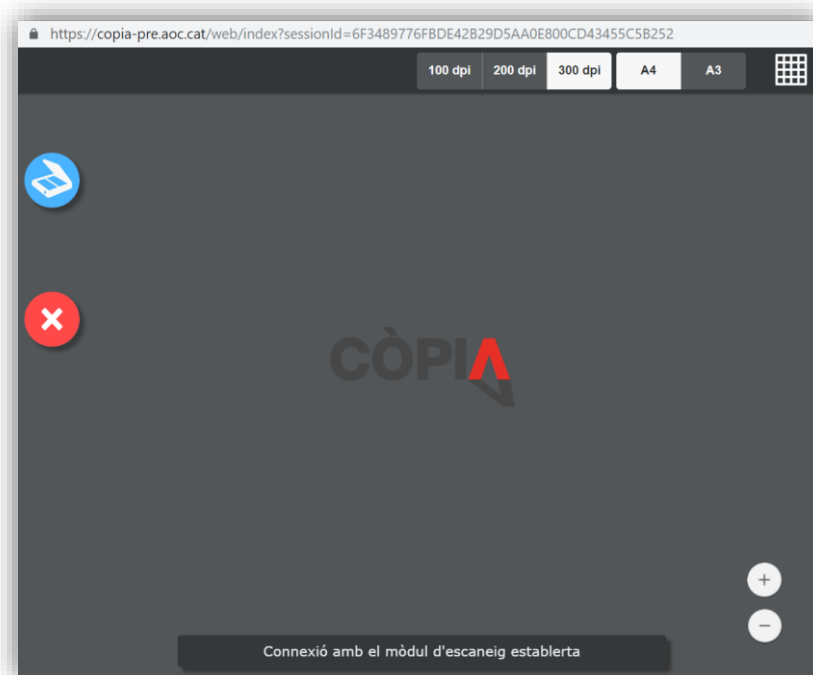 https://copia-pre.aoc.cat/web/index?sessionId=6F3489776FBDE42B29D5AA0E800CD43455C5B252
100 dpi 200 dpi 300 dpi A4 A3
CÒPIA
Connexió amb el mòdul d'escaneig establerta